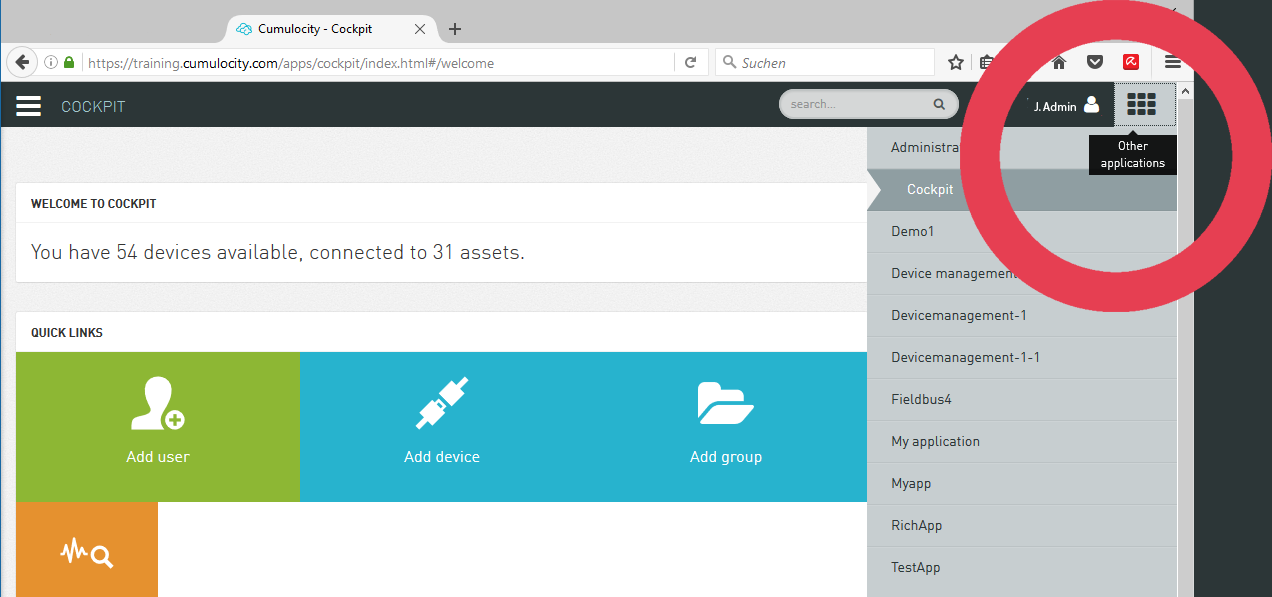 Cumulocity - Cockpit
https://training.cumulocity.com/apps/cockpit/index.html#/welcome
Suchen
COCKPIT
search...
J.Admin
Other
applications
WELCOME TO COCKPIT
You have 54 devices available, connected to 31 assets.
QUICK LINKS
Add user
Add device
Add group
Administra
Cockpit
Demo1
Device management
Devicemanagement-1
Devicemanagement-1-1
Fieldbus4
My application
Myapp
RichApp
TestApp